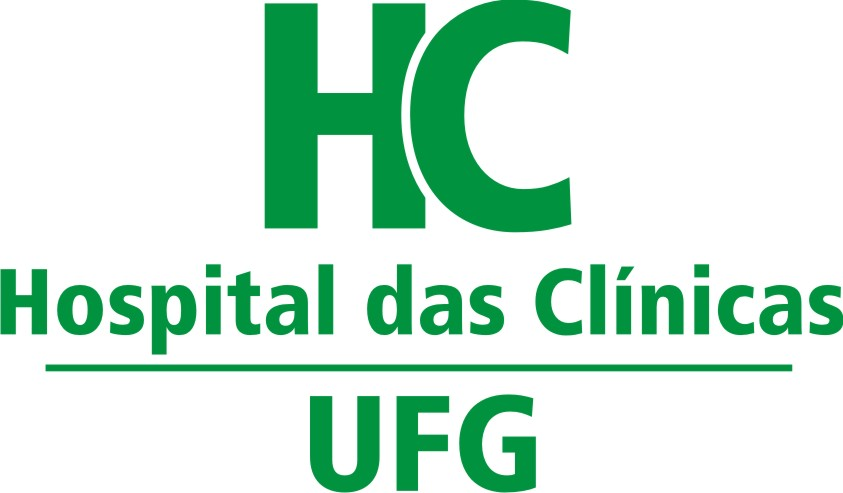 HC
Hospital das Clínicas
UFG